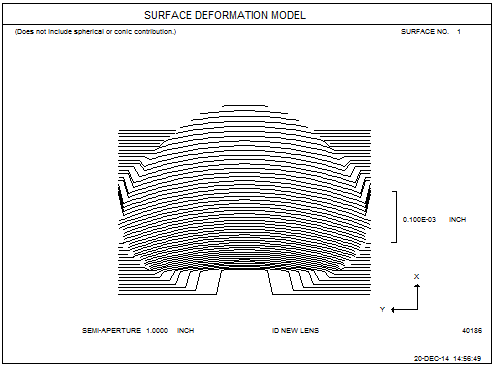 SURFACE DEFORMATION MODEL
(Does not include spherical or conic contribution.) SURFACE NO. 1
0.100E-03 INCH
X
Y
SEMI-APERTURE 1.0000 INCH ID NEW LENS 40186
20-DEC-14 14:56:49